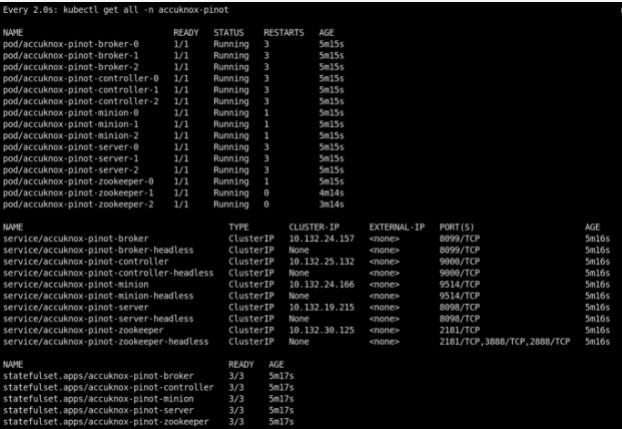 Every 2.0s: kubectl get all -n accuknox-pinot
NAME READY STATUS RESTARTS AGE
pod/accuknox-pinot-broker-0 1/1 Running 3 5m15s
pod/accuknox-pinot-broker-1 1/1 Running 3 5m15s
pod/accuknox-pinot-broker-2 1/1 Running 3 5m15s
pod/accuknox-pinot-controller-0 1/1 Running 3 5m15s
pod/accuknox-pinot-controller-1 1/1 Running 3 5m15s
pod/accuknox-pinot-controller-2 1/1 Running 3 5m15s
pod/accuknox-pinot-minion-0 1/1 Running 1 5m15s
pod/accuknox-pinot-minion-1 1/1 Running 1 5m15s
pod/accuknox-pinot-minion-2 1/1 Running 1 5m15s
pod/accuknox-pinot-server-0 1/1 Running 3 5m15s
pod/accuknox-pinot-server-1 1/1 Running 3 5m15s
pod/accuknox-pinot-server-2 1/1 Running 3 5m15s
pod/accuknox-pinot-zookeeper-0 1/1 Running 1 5m15s
pod/accuknox-pinot-zookeeper-1 1/1 Running 0 4m14s
pod/accuknox-pinot-zookeeper-2 1/1 Running 0 3m14s
NAME TYPE CLUSTER-IP EXTERNAL-IP PORT(S) AGE
service/accuknox-pinot-broker ClusterIP 10.132.24.157 <none> 8099/TCP 5m16s
service/accuknox-pinot-broker-headless ClusterIP None <none> 8099/TCP 5m16s
service/accuknox-pinot-controller ClusterIP 10.132.25.132 <none> 9000/TCP 5m16s
service/accuknox-pinot-controller-headless ClusterIP None <none> 9000/TCP 5m16s
service/accuknox-pinot-minion ClusterIP 10.132.24.166 <none> 9514/TCP 5m16s
service/accuknox-pinot-minion-headless ClusterIP None <none> 9514/TCP 5m16s
service/accuknox-pinot-server ClusterIP 10.132.19.215 <none> 8098/TCP 5m16s
service/accuknox-pinot-server-headless ClusterIP None <none> 8098/TCP 5m16s
service/accuknox-pinot-zookeeper ClusterIP 10.132.30.125 <none> 2181/TCP 5m16s
service/accuknox-pinot-zookeeper-headless ClusterIP None <none> 2181/TCP,3888/TCP,2888/TCP 5m16s
NAME READY AGE
statefulset.apps/accuknox-pinot-broker 3/3 5m17s
statefulset.apps/accuknox-pinot-controller 3/3 5m17s
statefulset.apps/accuknox-pinot-minion 3/3 5m17s
statefulset.apps/accuknox-pinot-server 3/3 5m17s
statefulset.apps/accuknox-pinot-zookeeper 3/3 5m17s